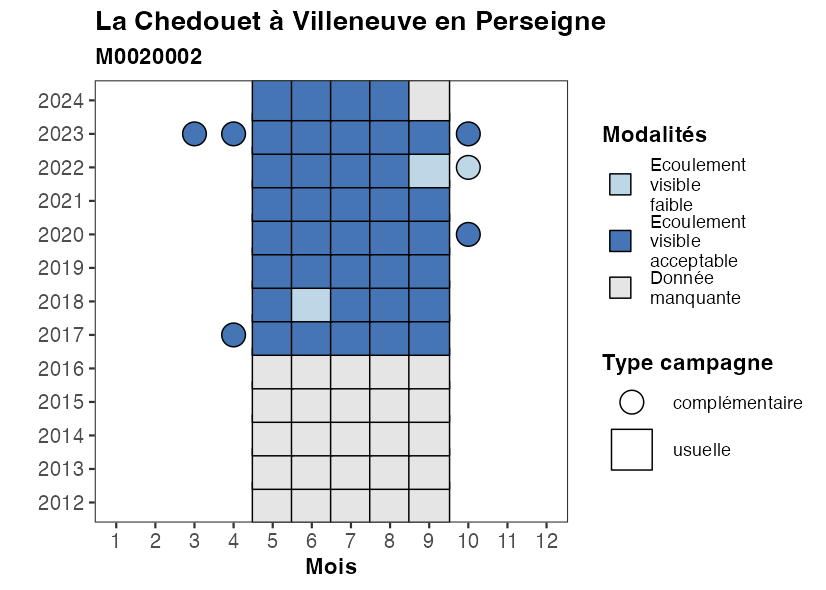 La Chedouet à Villeneuve en Perseigne
M0020002
2024
2023
2022
2021
2020
2019
2018
2017
2016
2015
2014
2013
2012
1 2 3 4 5 6 7 8 9 10 11 12
Mois
Modalités
Ecoulement
visible
faible
Ecoulement
visible
acceptable
Donnée
manquante
Type campagne
complémentaire
usuelle